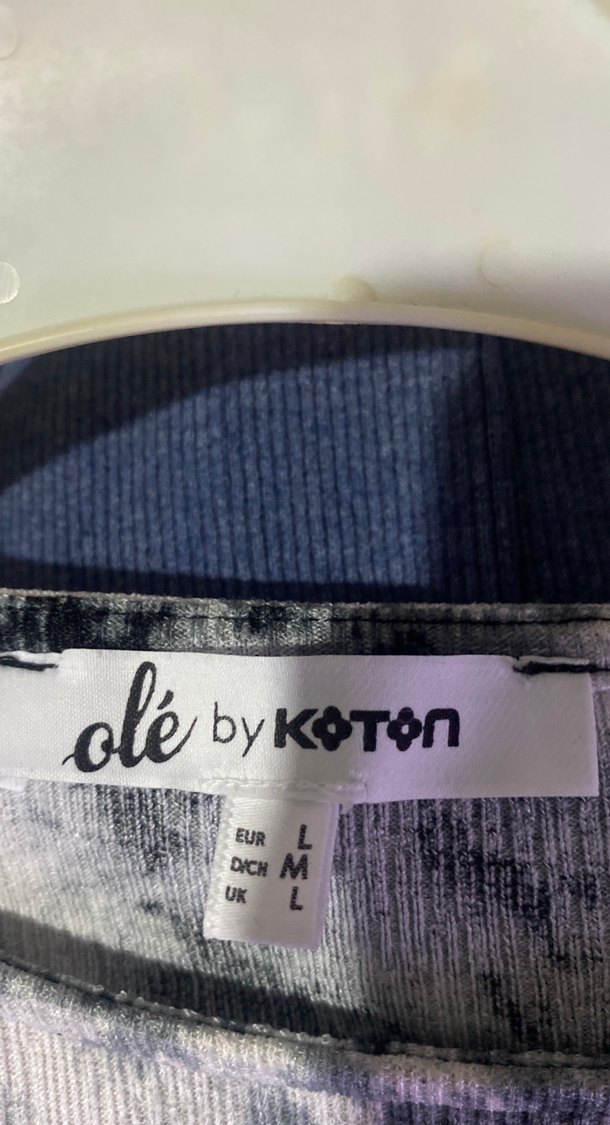 olé by KOTON
EUR L
D/CH M
UK L